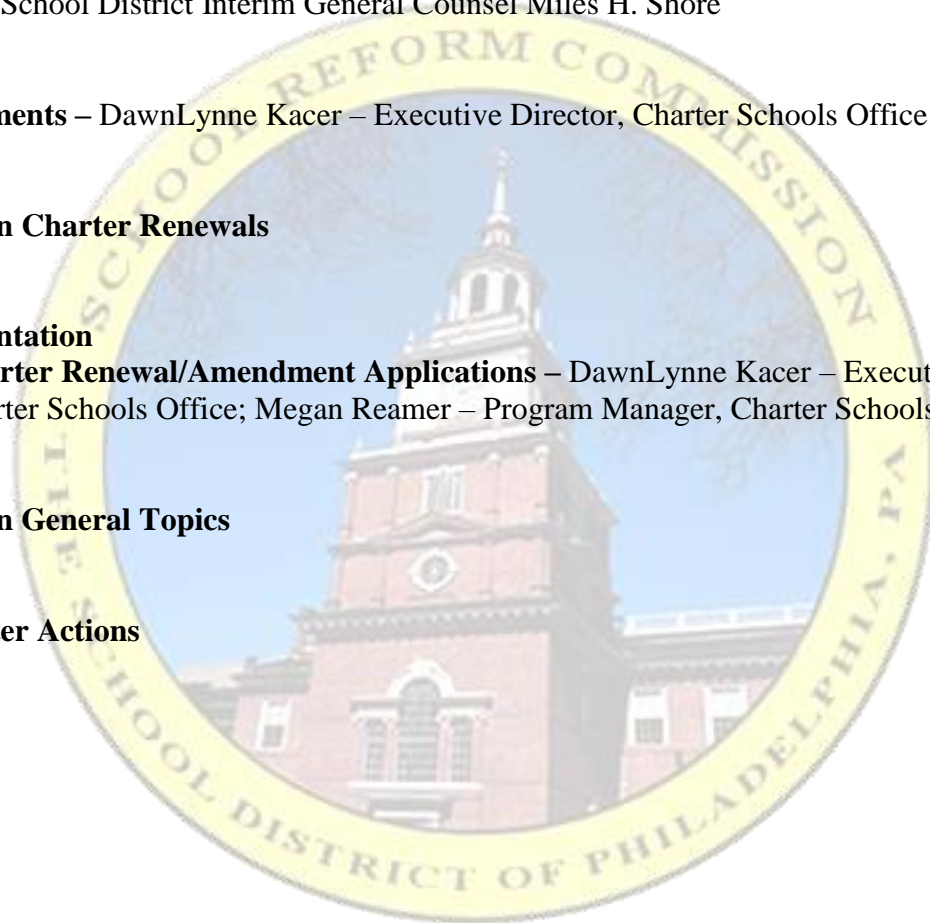 School District Interim General Counsel Miles H. Shore
ments – DawnLynne Kacer – Executive Director, Charter Schools Office
n Charter Renewals
ntation
rter Renewal/Amendment Applications – DawnLynne Kacer – Execut
ter Schools Office; Megan Reamer – Program Manager, Charter Schools
n General Topics
er Actions
SCHOOL REFORM COMMISSION
THE SCHOOL DISTRICT OF PHILADELPHIA, PA